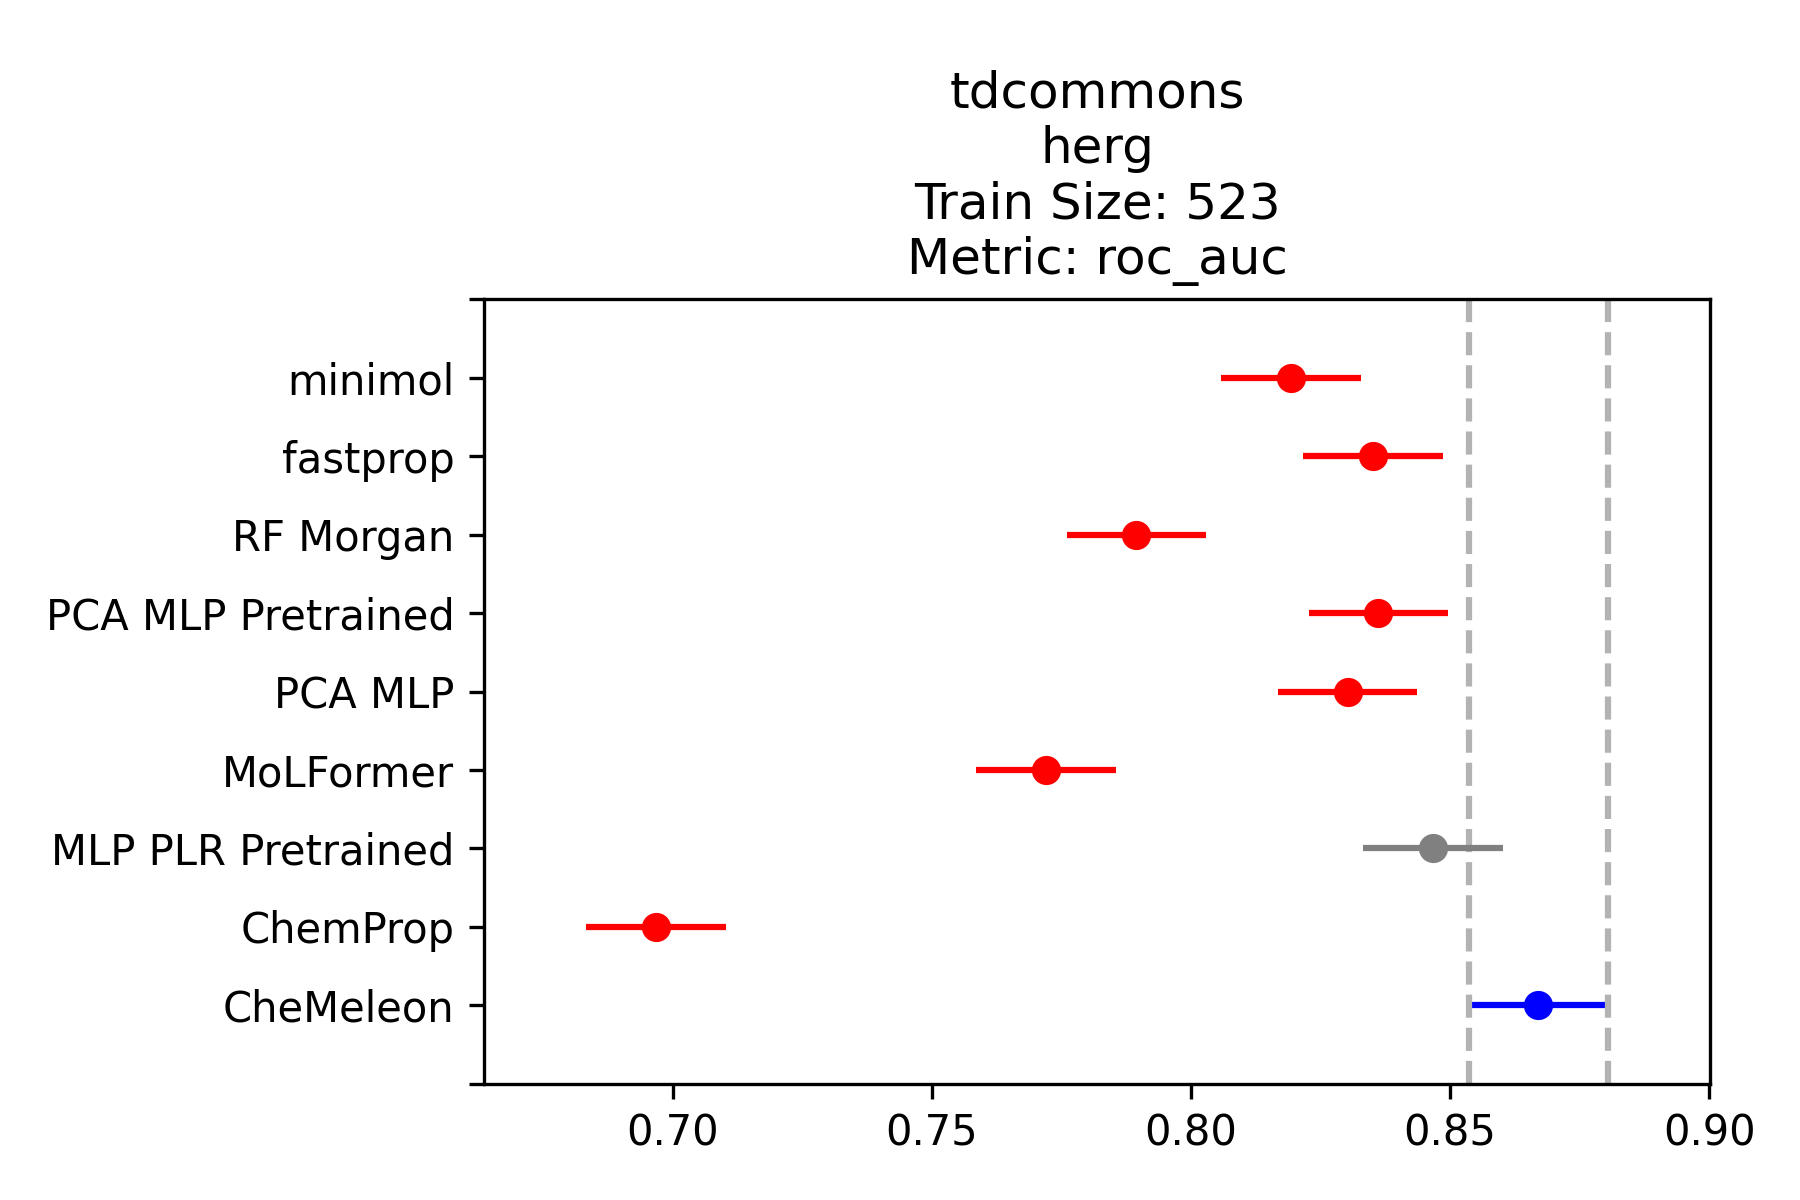 tdcommons
herg
Train Size: 523
Metric: roc_auc
minimol
fastprop
RF Morgan
PCA MLP Pretrained
PCA MLP
MoLFormer
MLP PLR Pretrained
ChemProp
CheMeleon
0.70 0.75 0.80 0.85 0.90